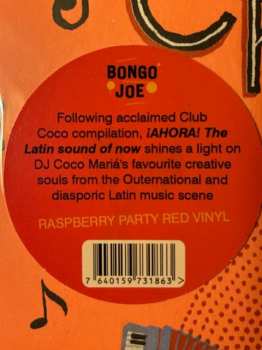 BONGO
JOE
Following acclaimed Club
Coco compilation, ¡AHORA! The
Latin sound of now shines a light on
DJ Coco Mariá's favourite creative
souls from the Outernational and
diasporic Latin music scene
RASPBERRY PARTY RED VINYL
7 640159 731863 >